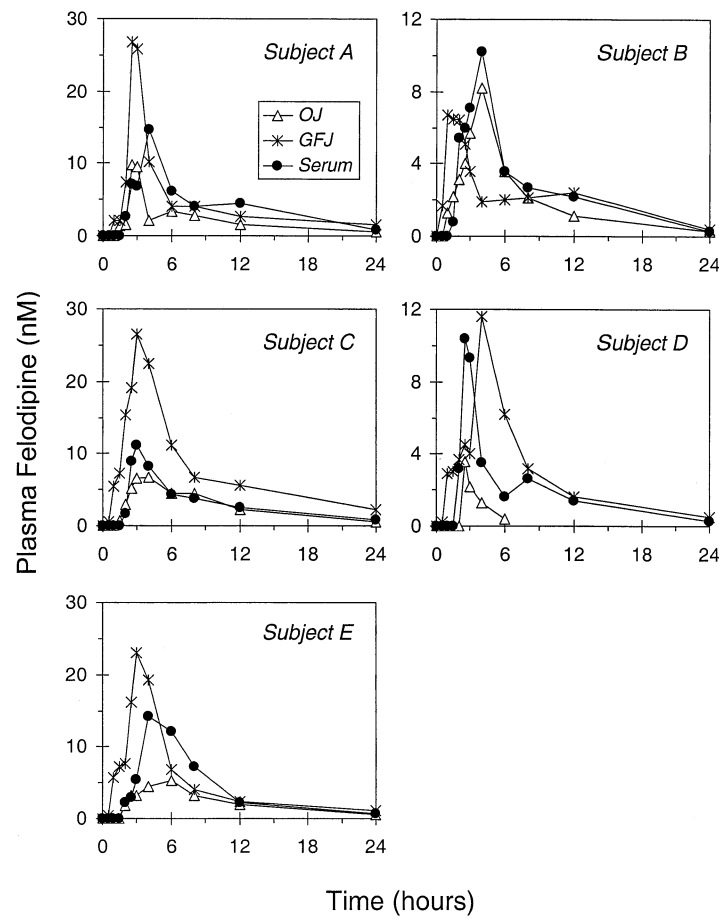 Plasma Felodipine (nM)
30
20
10
0
Subject A
OJ
GFJ
Serum
0 6 12 18 24
12
8
4
0
Subject B
0 6 12 18 24
30
20
10
0
Subject C
0 6 12 18 24
12
8
4
0
Subject D
0 6 12 18 24
30
20
10
0
Subject E
0 6 12 18 24
Time (hours)